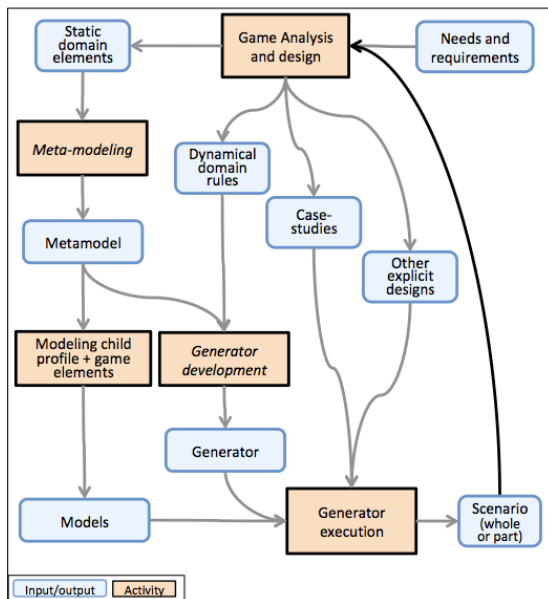 Static
domain
elements
Game Analysis
and design
Needs and
requirements
Meta-modeling
Dynamical
domain
rules
Case-
studies
Metamodel
Other
explicit
designs
Modeling child
profile + game
elements
Generator
development
Generator
Models
Generator
execution
Scenario
(whole
or part)
Input/output
Activity